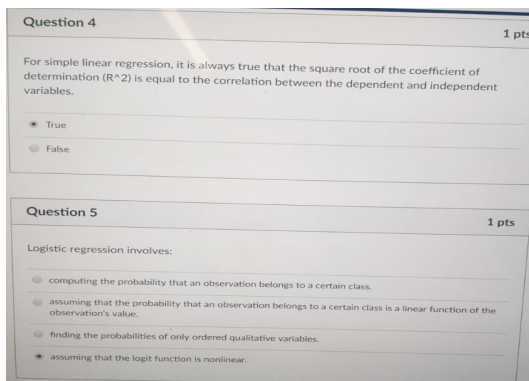 Question 4
1 pts
For simple linear regression, it is always true that the square root of the coefficient of
determination (R^2) is equal to the correlation between the dependent and independent
variables.
True
False
Question 5
1 pts
Logistic regression involves:
computing the probability that an observation belongs to a certain class.
assuming that the probability that an observation belongs to a certain class is a linear function of the
observation's value.
finding the probabilities of only ordered qualitative variables.
assuming that the logit function is nonlinear.